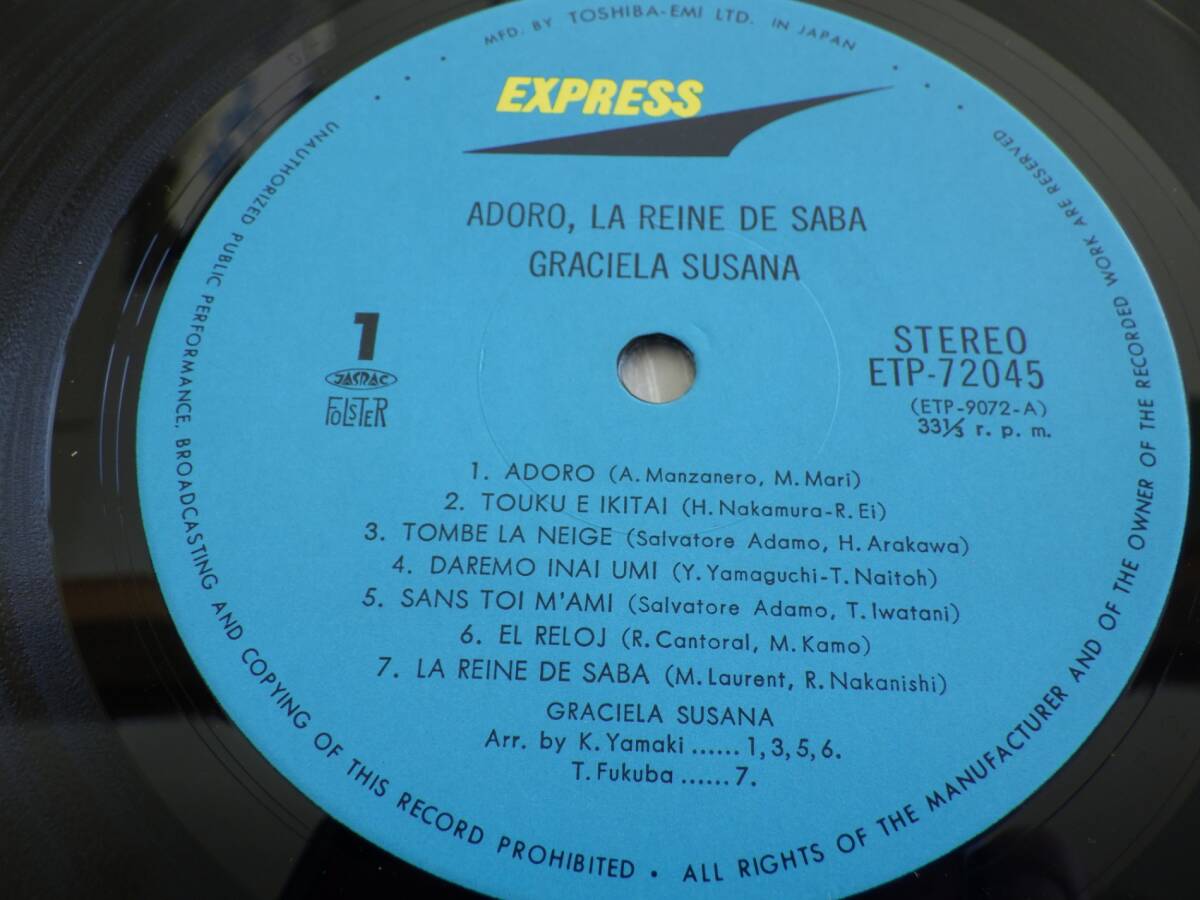 MFD. BY TOSHIBA-EMI LTD. IN JAPAN
EXPRESS
ADORO, LA REINE DE SABA
GRACIELA SUSANA
1
JASRAC
FOLSTER
STEREO
ETP-72045
(ETP-9072-A)
33⅓ r. p. m.
1. ADORO (A. Manzanero, M. Mari)
2. TOUKU E IKITAI (H. Nakamura-R. Ei)
3. TOMBE LA NEIGE (Salvatore Adamo, H. Arakawa)
4. DAREMO INAI UMI (Y. Yamaguchi-T. Naitoh)
5. SANS TOI M'AMI (Salvatore Adamo, T. Iwatani)
6. EL RELOJ (R. Cantoral, M. Kamo)
7. LA REINE DE SABA (M. Laurent, R. Nakanishi)
GRACIELA SUSANA
Arr. by K. Yamaki ...... 1, 3, 5, 6.
T. Fukuba ...... 7.
UNAUTHORIZED PUBLIC PERFORMANCE, BROADCASTING AND COPYING OF THIS RECORD PROHIBITED • ALL RIGHTS OF THE MANUFACTURER AND OF THE OWNER OF THE RECORDED WORK ARE RESERVED